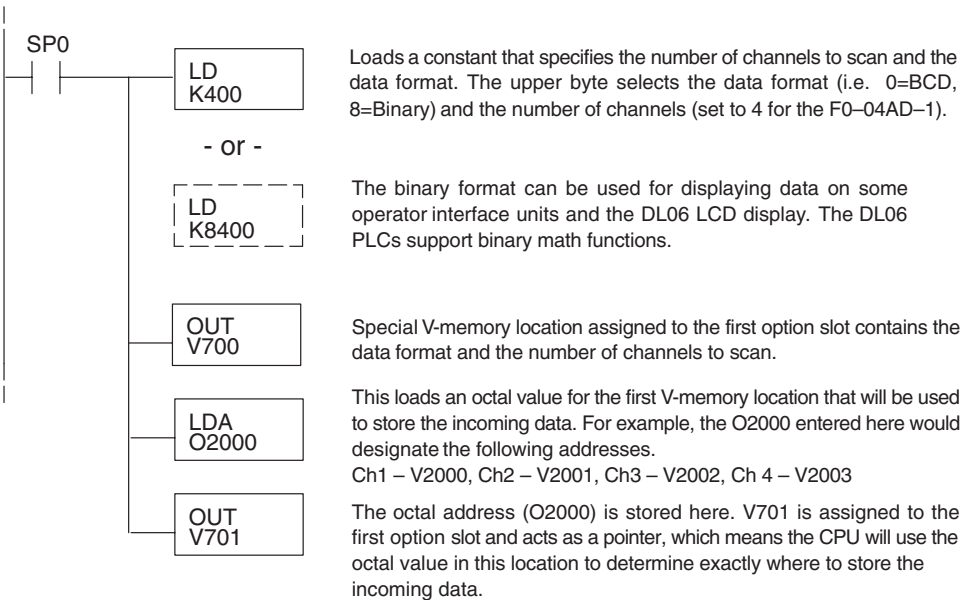 SP0
LD
K400
Loads a constant that specifies the number of channels to scan and the
data format. The upper byte selects the data format (i.e. 0=BCD,
8=Binary) and the number of channels (set to 4 for the F0–04AD–1).
- or -
LD
K8400
The binary format can be used for displaying data on some
operator interface units and the DL06 LCD display. The DL06
PLCs support binary math functions.
OUT
V700
Special V-memory location assigned to the first option slot contains the
data format and the number of channels to scan.
LDA
O2000
This loads an octal value for the first V-memory location that will be used
to store the incoming data. For example, the O2000 entered here would
designate the following addresses.
Ch1 – V2000, Ch2 – V2001, Ch3 – V2002, Ch 4 – V2003
OUT
V701
The octal address (O2000) is stored here. V701 is assigned to the
first option slot and acts as a pointer, which means the CPU will use the
octal value in this location to determine exactly where to store the
incoming data.